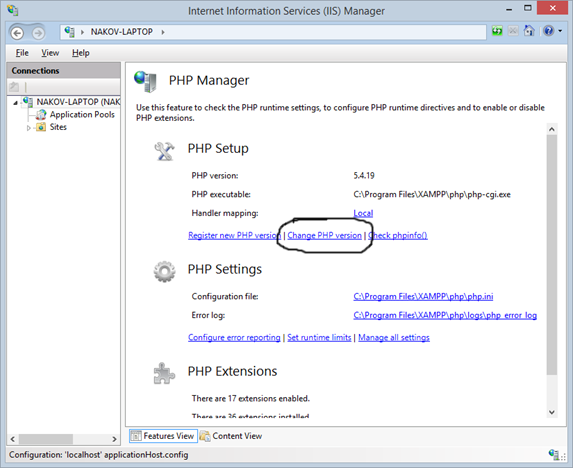 Internet Information Services (IIS) Manager
NAKOV-LAPTOP
File View Help
Connections
NAKOV-LAPTOP (NAK
Application Pools
Sites
PHP Manager
Use this feature to check the PHP runtime settings, to configure PHP runtime directives and to enable or disable
PHP extensions.
PHP Setup
PHP version: 5.4.19
PHP executable: C:\Program Files\XAMPP\php\php-cgi.exe
Handler mapping: Local
Register new PHP version | Change PHP version | Check phpinfo()
PHP Settings
Configuration file: C:\Program Files\XAMPP\php\php.ini
Error log: C:\Program Files\XAMPP\php\logs\php_error_log
Configure error reporting | Set runtime limits | Manage all settings
PHP Extensions
There are 17 extensions enabled.
There are 36 extensions installed.
Features View Content View
Configuration: 'localhost' applicationHost.config